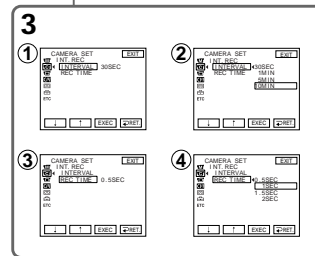 3
1
CAMERA SET EXIT
INT. REC
INTERVAL 30SEC
REC TIME
ETC
↓ ↑ EXEC RET.
2
CAMERA SET EXIT
INT. REC
INTERVAL 30SEC
REC TIME 1MIN
5MIN
10MIN
ETC
↓ ↑ EXEC RET.
3
CAMERA SET EXIT
INT. REC
INTERVAL
REC TIME 0.5SEC
ETC
↓ ↑ EXEC RET.
4
CAMERA SET EXIT
INT. REC
INTERVAL
REC TIME 0.5SEC
1SEC
1.5SEC
2SEC
ETC
↓ ↑ EXEC RET.